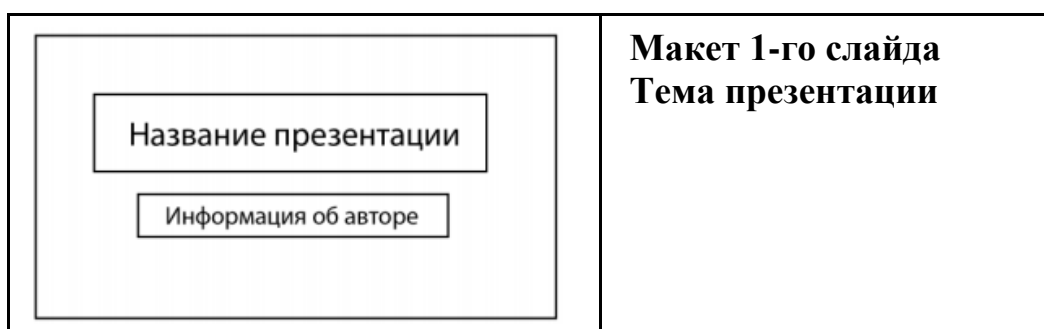 Название презентации
Информация об авторе
Макет 1-го слайда
Тема презентации